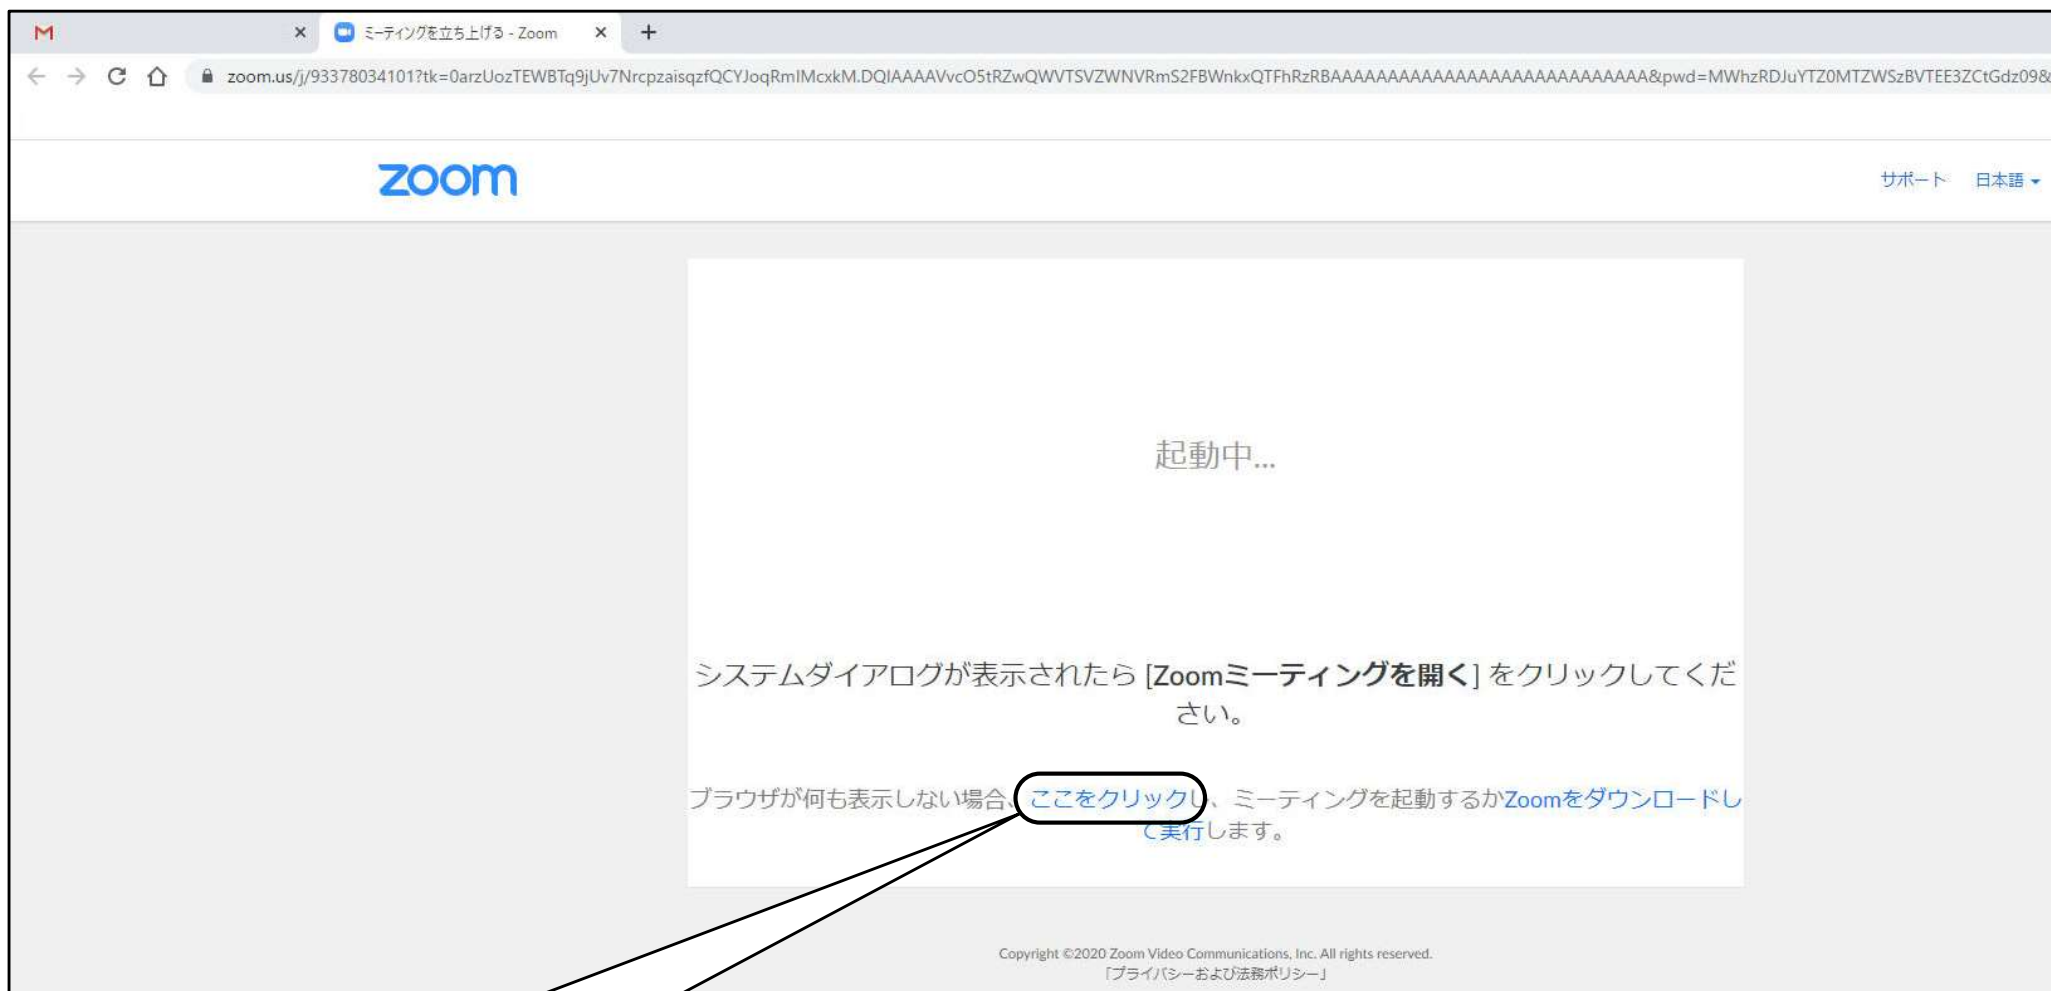 ミーティングを立ち上げる - Zoom
zoom.us/j/93378034101?tk=0arzUozTEWBTq9jUv7NrcpzaisqzfQCYJoqRmIMcxkM.DQIAAAAVvcO5tRZwQWVTSVZWNVRmS2FBWnkxQTFhRzRBAAAAAAAAAAAAAAAAAAAAAAAAAAAA&pwd=MWhzRDJuYTZ0MTZWSzBVTEE3ZCtGdz09&
zoom
サポート 日本語
起動中...
システムダイアログが表示されたら [Zoomミーティングを開く] をクリックしてくだ
さい。
ブラウザが何も表示しない場合、ここをクリックし、ミーティングを起動するかZoomをダウンロードし
て実行します。
Copyright ©2020 Zoom Video Communications, Inc. All rights reserved.
「プライバシーおよび法務ポリシー」